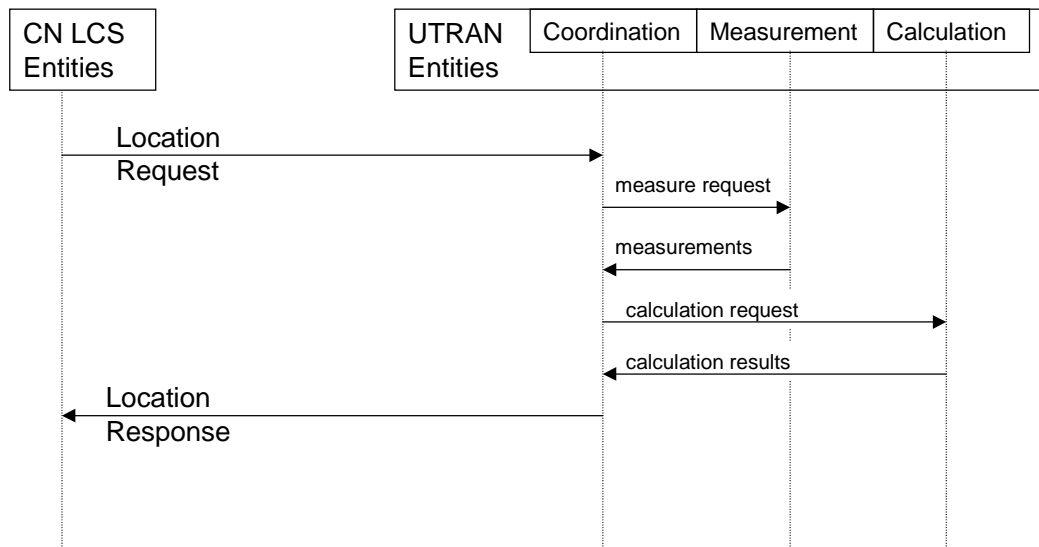 CN LCS
Entities
UTRAN
Entities
Coordination
Measurement
Calculation
Location
Request
measure request
measurements
calculation request
calculation results
Location
Response